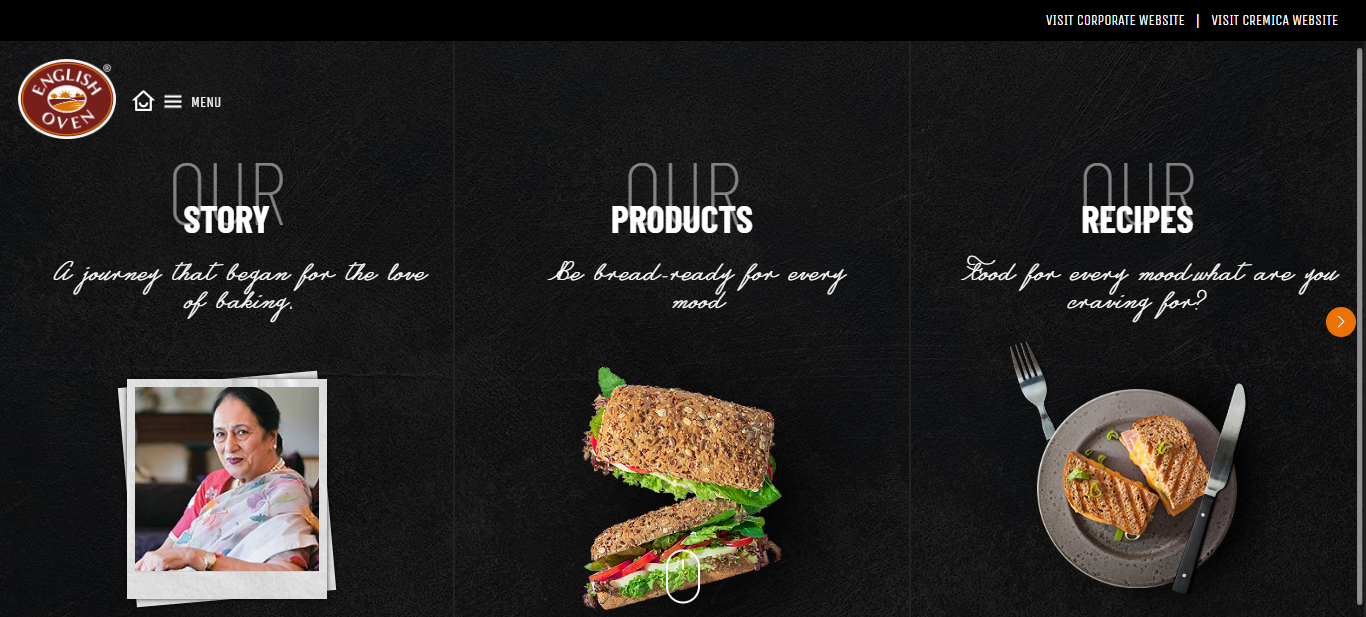 VISIT CORPORATE WEBSITE | VISIT CREMICA WEBSITE
ENGLISH
OVEN
®
MENU
OUR
STORY
A journey that began for the love
of baking.
OUR
PRODUCTS
Be bread-ready for every
mood
OUR
RECIPES
Food for every mood.what are you
craving for?